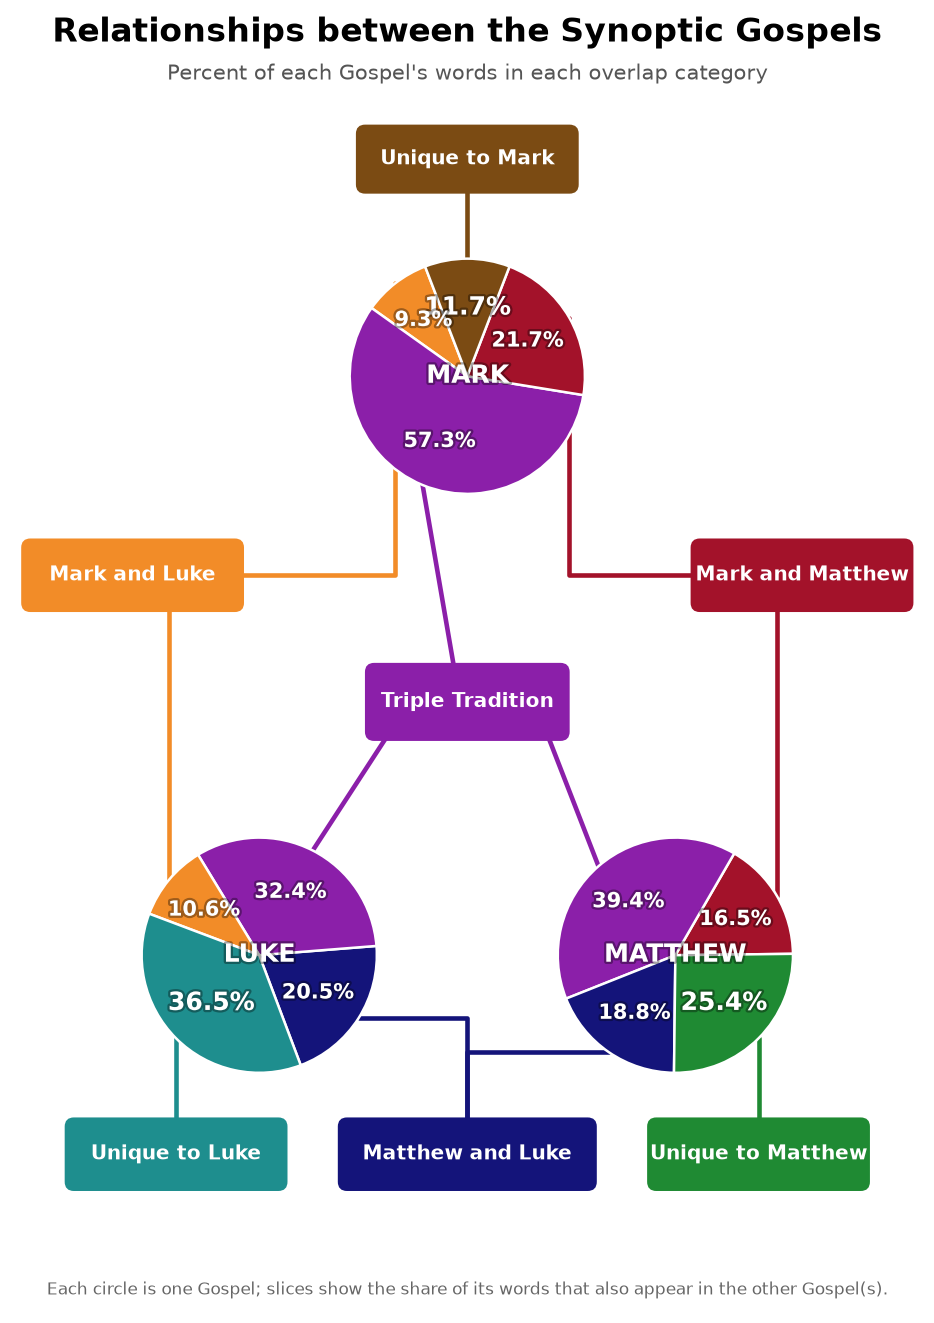 Relationships between the Synoptic Gospels
Percent of each Gospel's words in each overlap category
Unique to Mark
11.7%
9.3%
21.7%
MARK
57.3%
Mark and Luke
Mark and Matthew
Triple Tradition
32.4%
10.6%
LUKE
20.5%
36.5%
39.4%
16.5%
MATTHEW
18.8%
25.4%
Unique to Luke
Matthew and Luke
Unique to Matthew
Each circle is one Gospel; slices show the share of its words that also appear in the other Gospel(s).